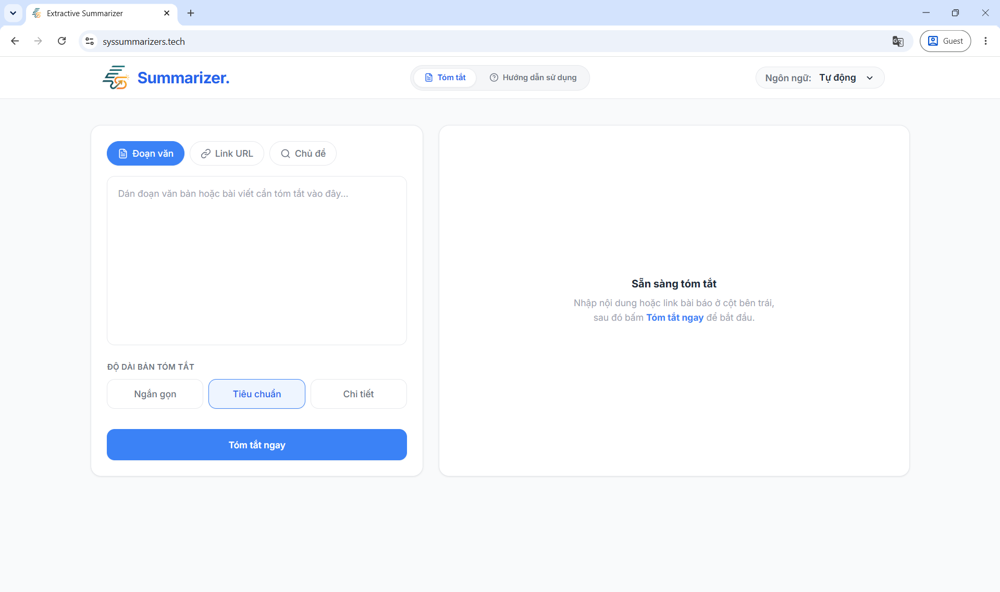 Extractive Summarizer
syssummarizers.tech
Guest
Summarizer.
Tóm tắt
Hướng dẫn sử dụng
Ngôn ngữ: Tự động
Đoạn văn
Link URL
Chủ đề
Dán đoạn văn bản hoặc bài viết cần tóm tắt vào đây...
ĐỘ DÀI BẢN TÓM TẮT
Ngắn gọn
Tiêu chuẩn
Chi tiết
Tóm tắt ngay
Sẵn sàng tóm tắt
Nhập nội dung hoặc link bài báo ở cột bên trái,
sau đó bấm Tóm tắt ngay để bắt đầu.